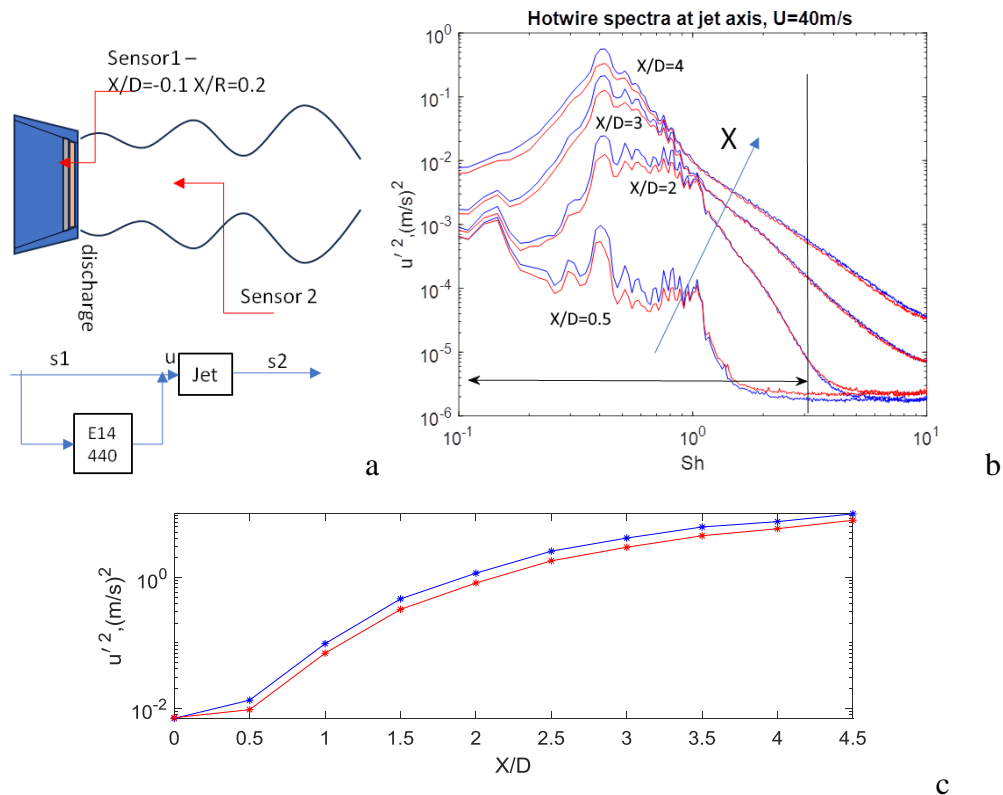 Sensor1 –
X/D=-0.1 X/R=0.2
discharge
Sensor 2
s1
u
Jet
s2
E14
440
a
Hotwire spectra at jet axis, U=40m/s
u' 2,(m/s)2
10^0
10^-1
10^-2
10^-3
10^-4
10^-5
10^-6
X/D=4
X/D=3
X/D=2
X/D=0.5
X
10^-1
10^0
10^1
Sh
b
u' 2,(m/s)2
10^0
10^-2
0
0.5
1
1.5
2
2.5
3
3.5
4
4.5
X/D
c